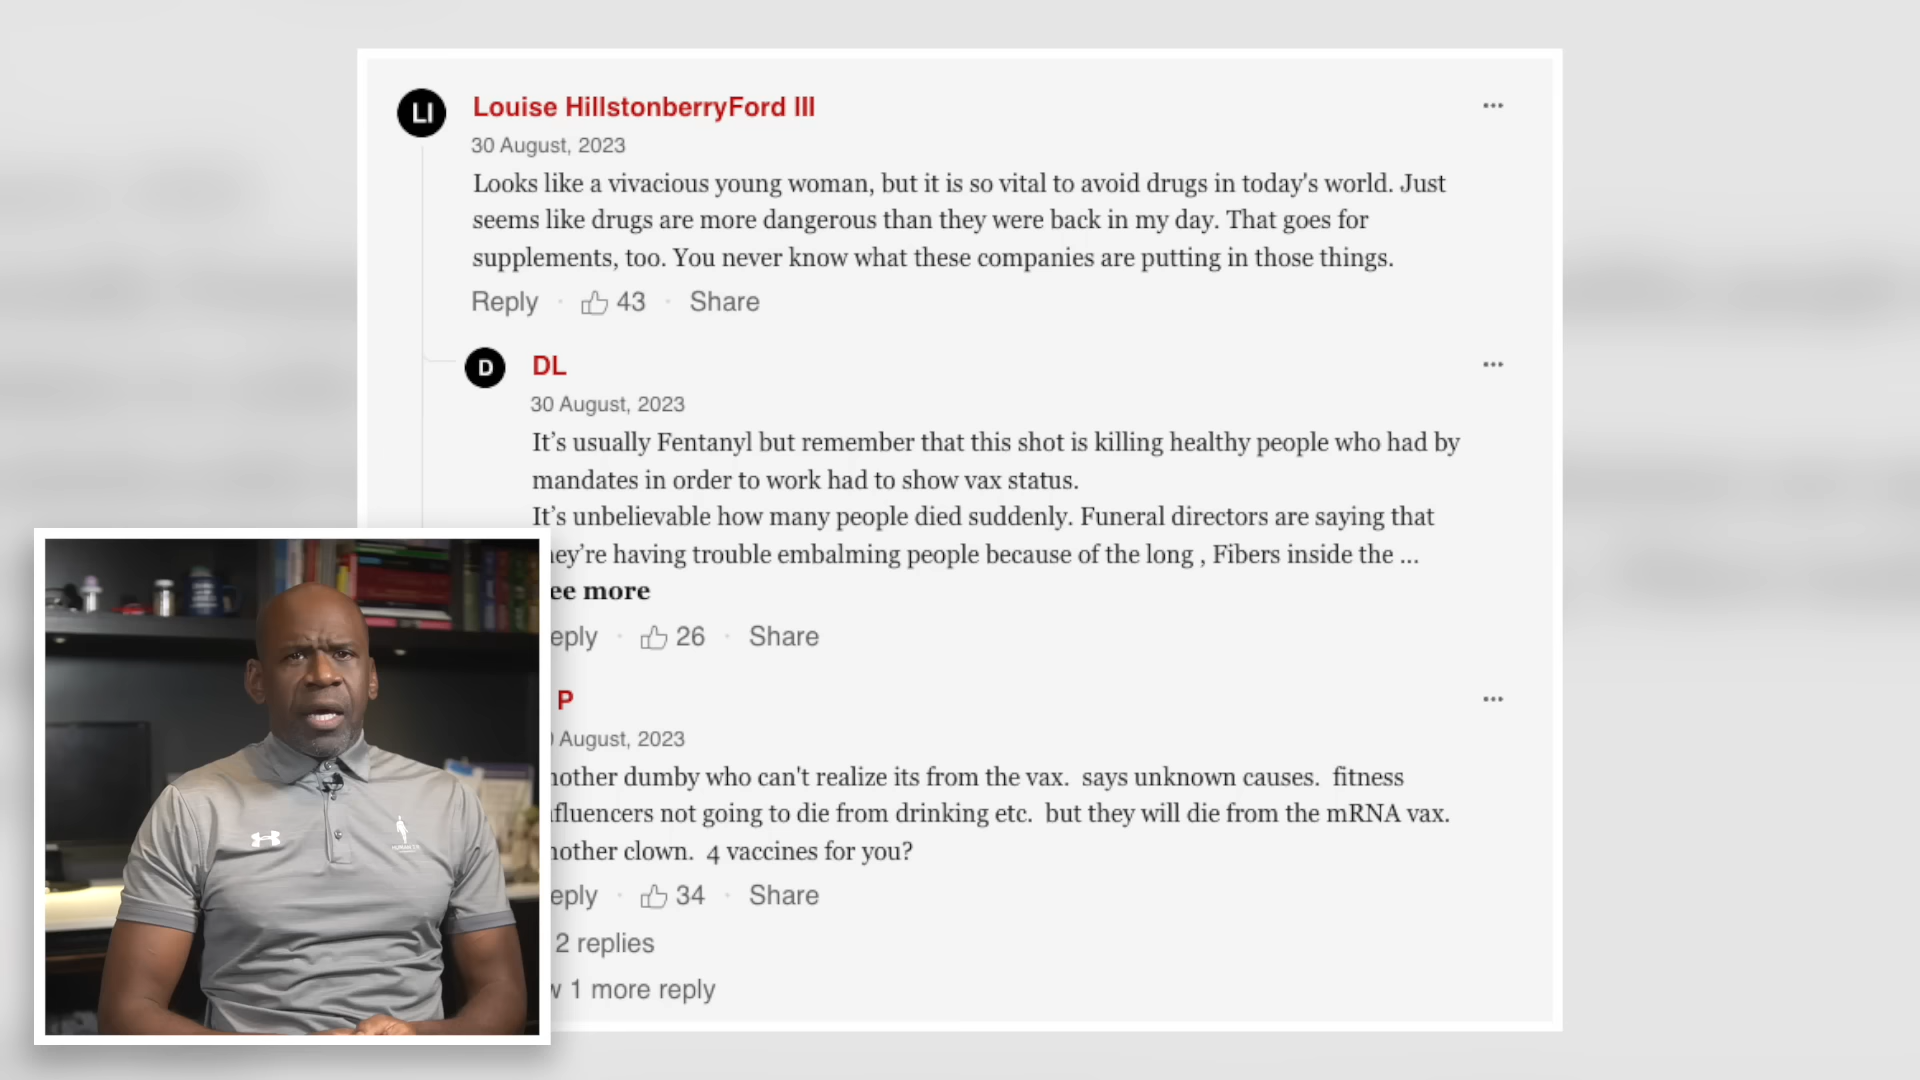 LI
Louise HillstonberryFord III
30 August, 2023
Looks like a vivacious young woman, but it is so vital to avoid drugs in today's world. Just
seems like drugs are more dangerous than they were back in my day. That goes for
supplements, too. You never know what these companies are putting in those things.
Reply · 43 · Share
D
DL
30 August, 2023
It’s usually Fentanyl but remember that this shot is killing healthy people who had by
mandates in order to work had to show vax status.
It’s unbelievable how many people died suddenly. Funeral directors are saying that
ey’re having trouble embalming people because of the long , Fibers inside the ...
ee more
eply · 26 · Share
P
August, 2023
other dumby who can't realize its from the vax. says unknown causes. fitness
fluencers not going to die from drinking etc. but they will die from the mRNA vax.
other clown. 4 vaccines for you?
eply · 34 · Share
2 replies
w 1 more reply